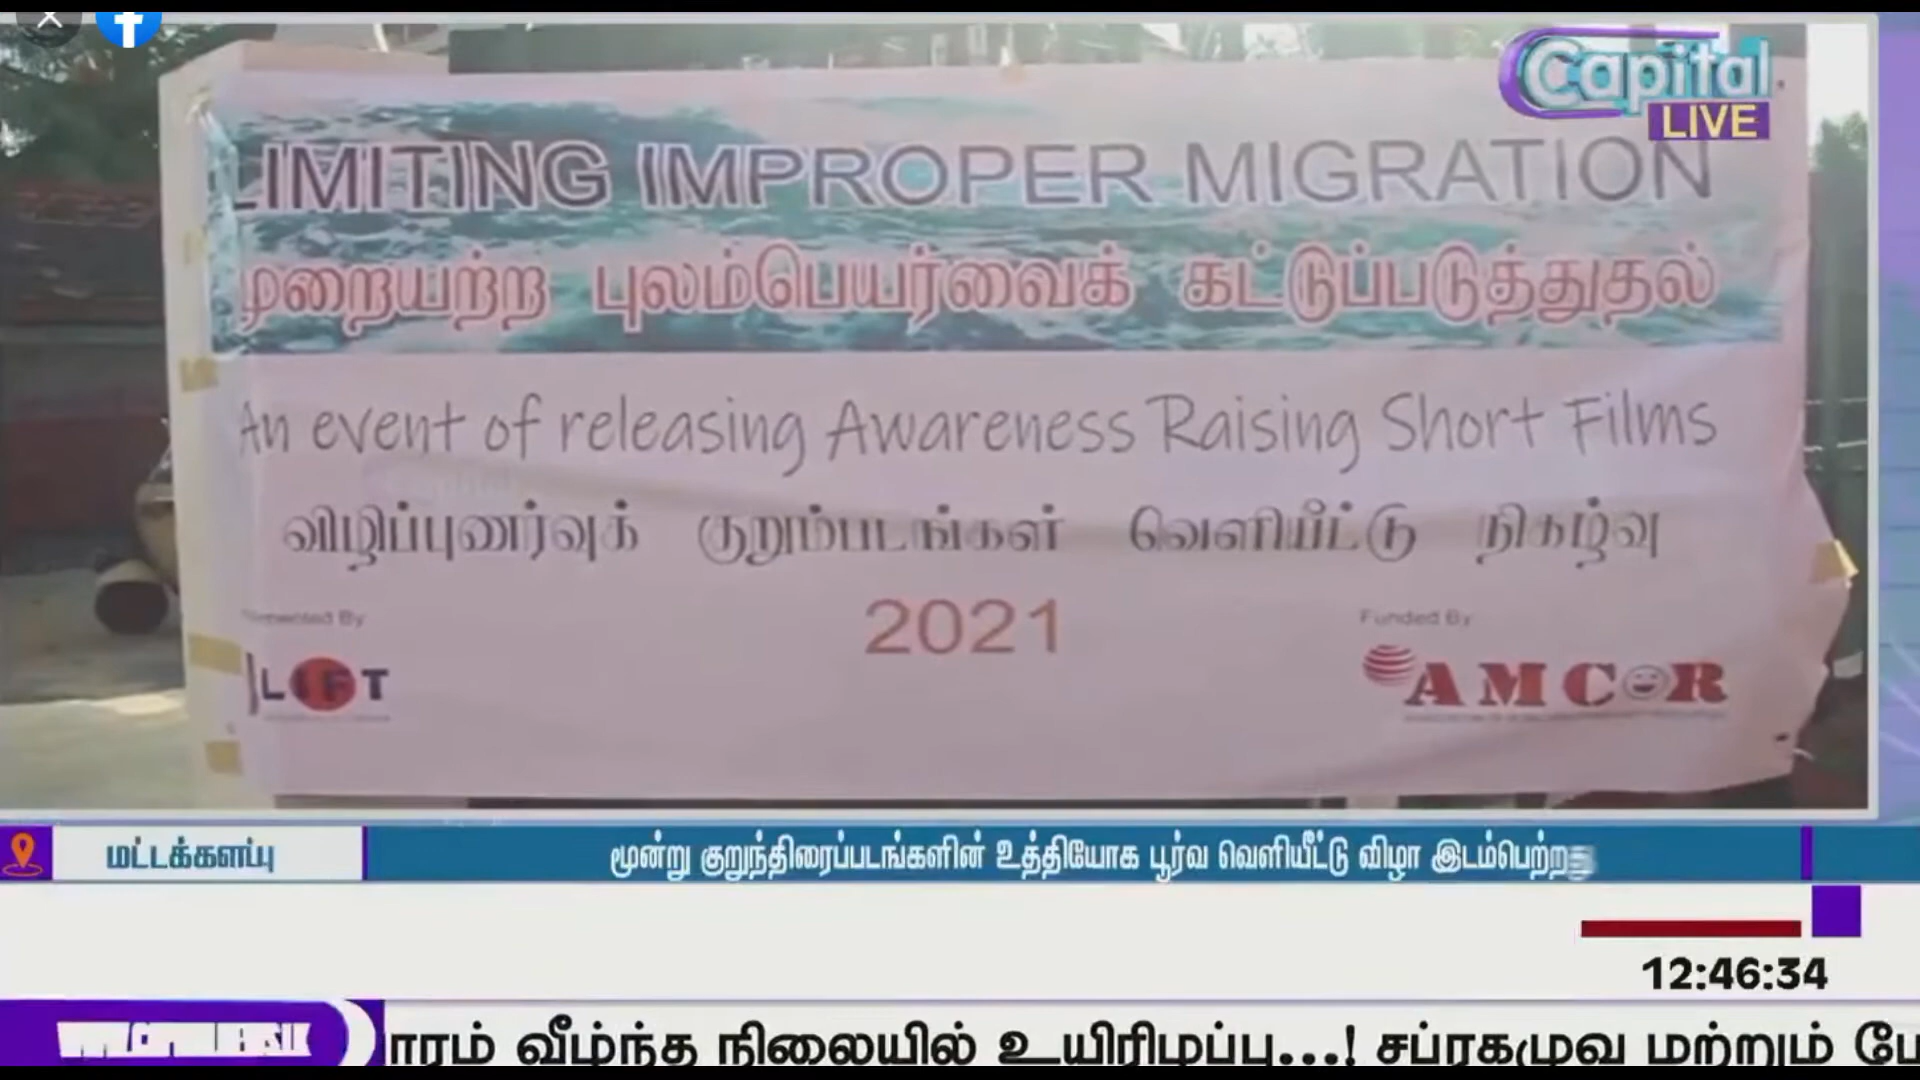 Capital
LIVE
LIMITING IMPROPER MIGRATION
முறையற்ற புலம்பெயர்வைக் கட்டுப்படுத்துதல்
An event of releasing Awareness Raising Short Films
விழிப்புணர்வுக் குறும்படங்கள் வெளியீட்டு நிகழ்வு
2021
By
Funded By
LIFT
AMCOR
மட்டக்களப்பு
மூன்று குறுந்திரைப்படங்களின் உத்தியோக பூர்வ வெளியீட்டு விழா இடம்பெற்றது
12:46:34
ாரம் வீழ்ந்த நிலையில் உயிரிழப்பு...! சப்ரகமுவ மற்றும் மே